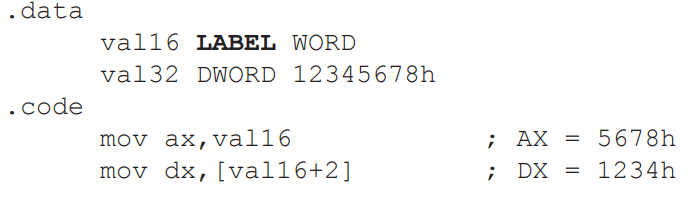 .data
val16 LABEL WORD
val32 DWORD 12345678h
.code
mov ax,val16 ; AX = 5678h
mov dx,[val16+2] ; DX = 1234h